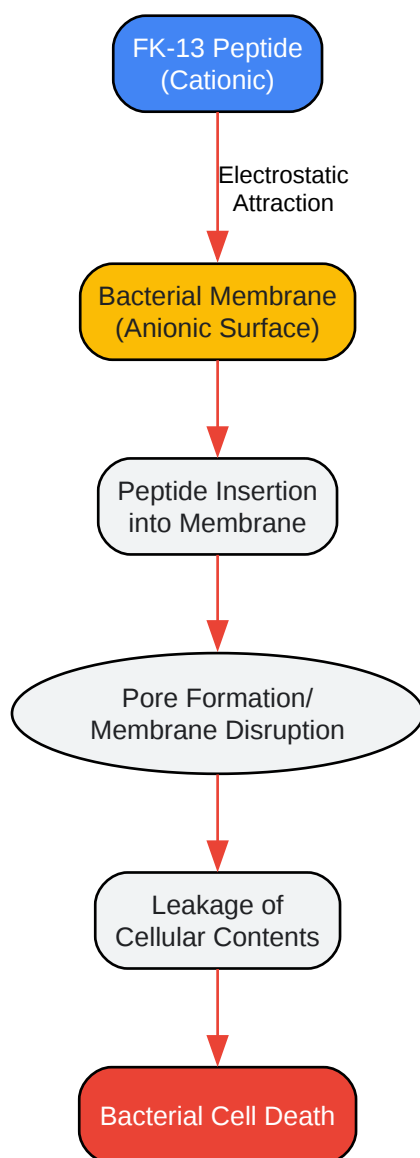 FK-13 Peptide
(Cationic)
Electrostatic
Attraction
Bacterial Membrane
(Anionic Surface)
Peptide Insertion
into Membrane
Pore Formation/
Membrane Disruption
Leakage of
Cellular Contents
Bacterial Cell Death